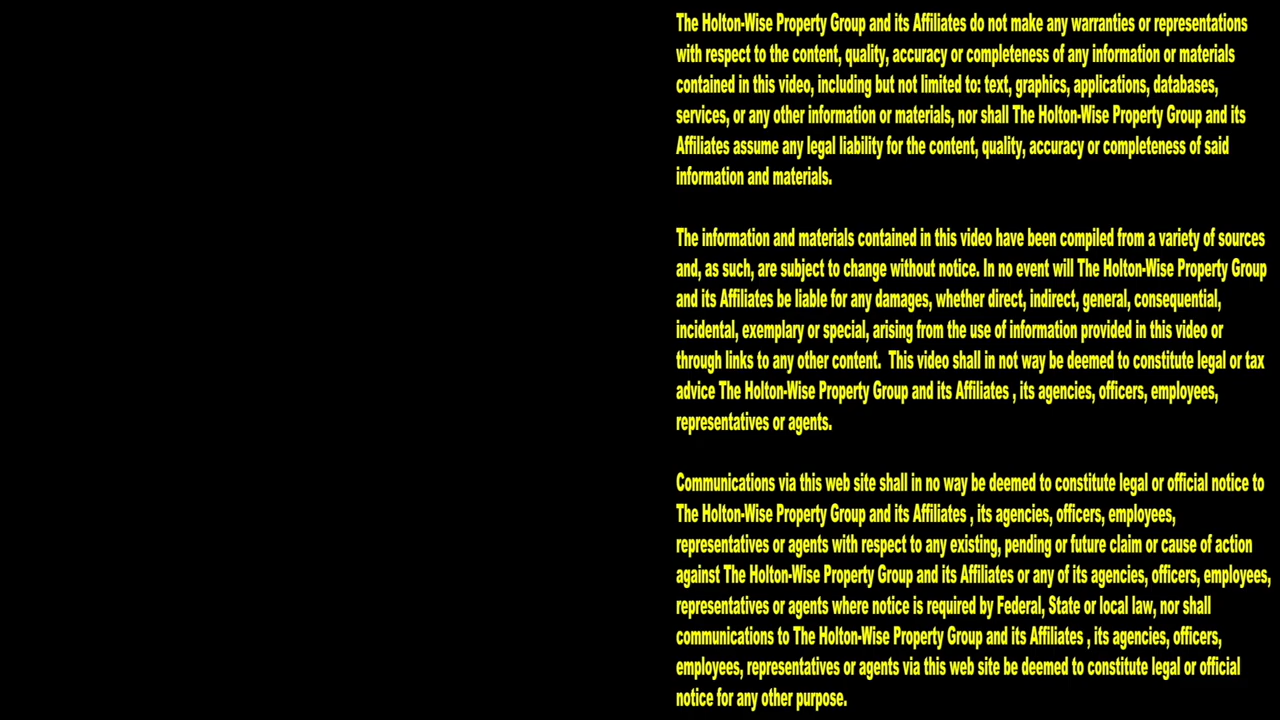 The Holton-Wise Property Group and its Affiliates do not make any warranties or representations
with respect to the content, quality, accuracy or completeness of any information or materials
contained in this video, including but not limited to: text, graphics, applications, databases,
services, or any other information or materials, nor shall The Holton-Wise Property Group and its
Affiliates assume any legal liability for the content, quality, accuracy or completeness of said
information and materials.
The information and materials contained in this video have been compiled from a variety of sources
and, as such, are subject to change without notice. In no event will The Holton-Wise Property Group
and its Affiliates be liable for any damages, whether direct, indirect, general, consequential,
incidental, exemplary or special, arising from the use of information provided in this video or
through links to any other content.  This video shall in not way be deemed to constitute legal or tax
advice The Holton-Wise Property Group and its Affiliates , its agencies, officers, employees,
representatives or agents.
Communications via this web site shall in no way be deemed to constitute legal or official notice to
The Holton-Wise Property Group and its Affiliates , its agencies, officers, employees,
representatives or agents with respect to any existing, pending or future claim or cause of action
against The Holton-Wise Property Group and its Affiliates or any of its agencies, officers, employees,
representatives or agents where notice is required by Federal, State or local law, nor shall
communications to The Holton-Wise Property Group and its Affiliates , its agencies, officers,
employees, representatives or agents via this web site be deemed to constitute legal or official
notice for any other purpose.